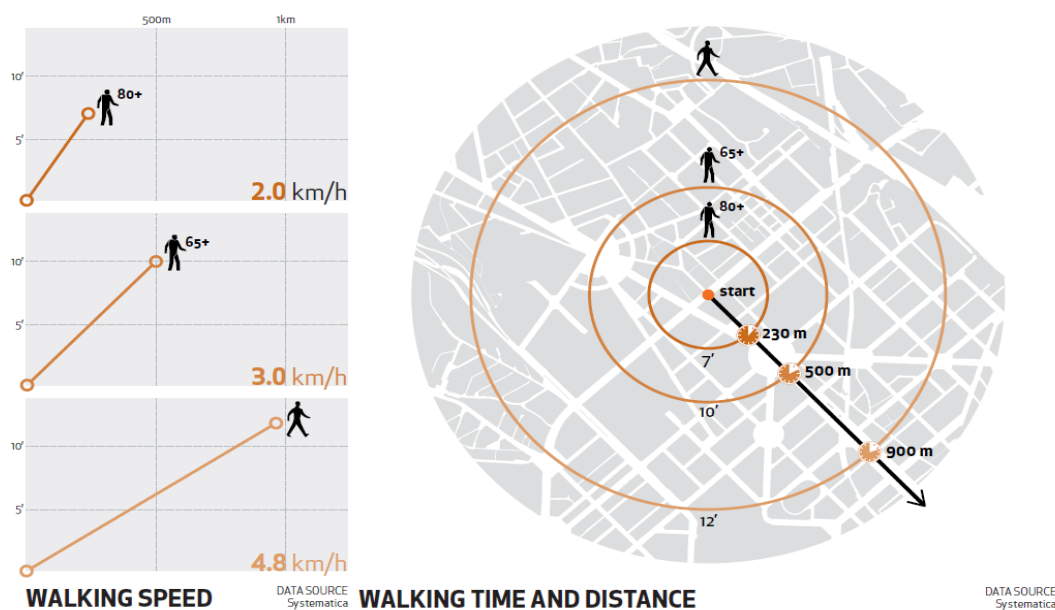 500m
1km
10'
80+
5'
2.0 km/h
65+
10'
5'
3.0 km/h
10'
5'
4.8 km/h
WALKING SPEED
DATA SOURCE
Systematica
65+
80+
start
230 m
7'
500 m
10'
900 m
12'
WALKING TIME AND DISTANCE
DATA SOURCE
Systematica